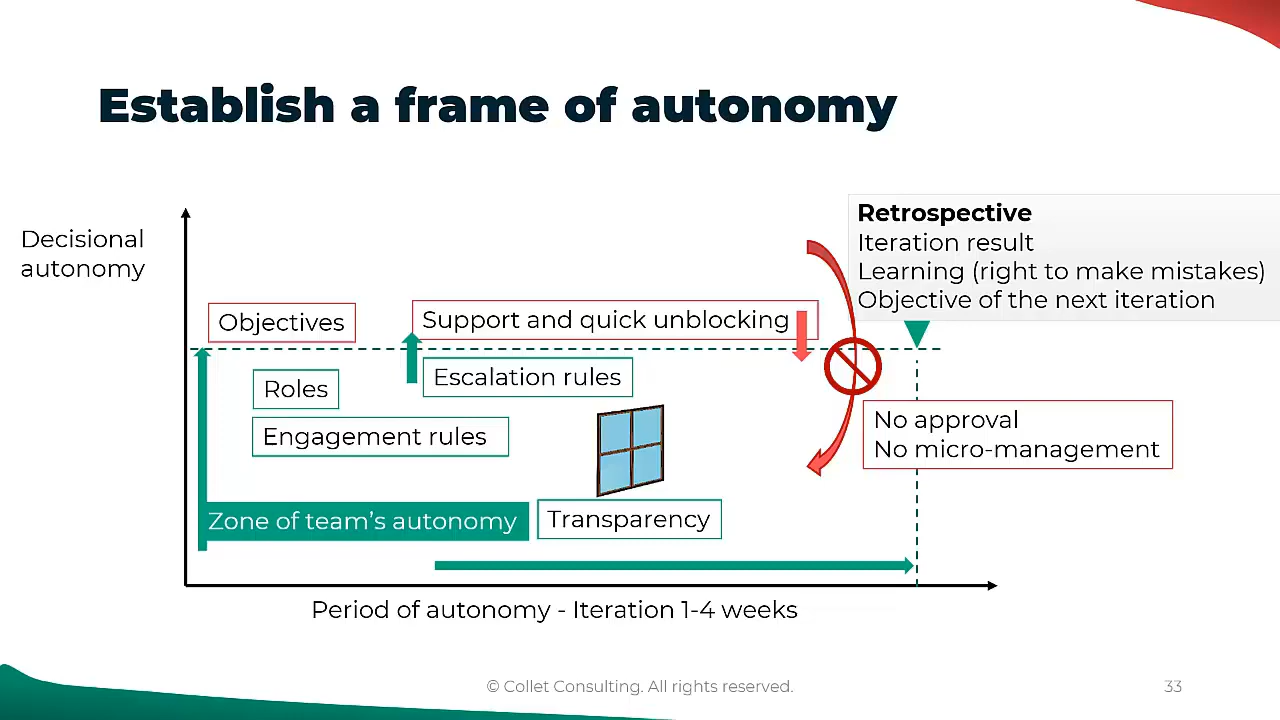 Establish a frame of autonomy
Decisional
autonomy
Retrospective
Iteration result
Learning (right to make mistakes)
Objective of the next iteration
Objectives
Support and quick unblocking
Escalation rules
Roles
Engagement rules
No approval
No micro-management
Zone of team’s autonomy
Transparency
Period of autonomy - Iteration 1-4 weeks
© Collet Consulting. All rights reserved.
33